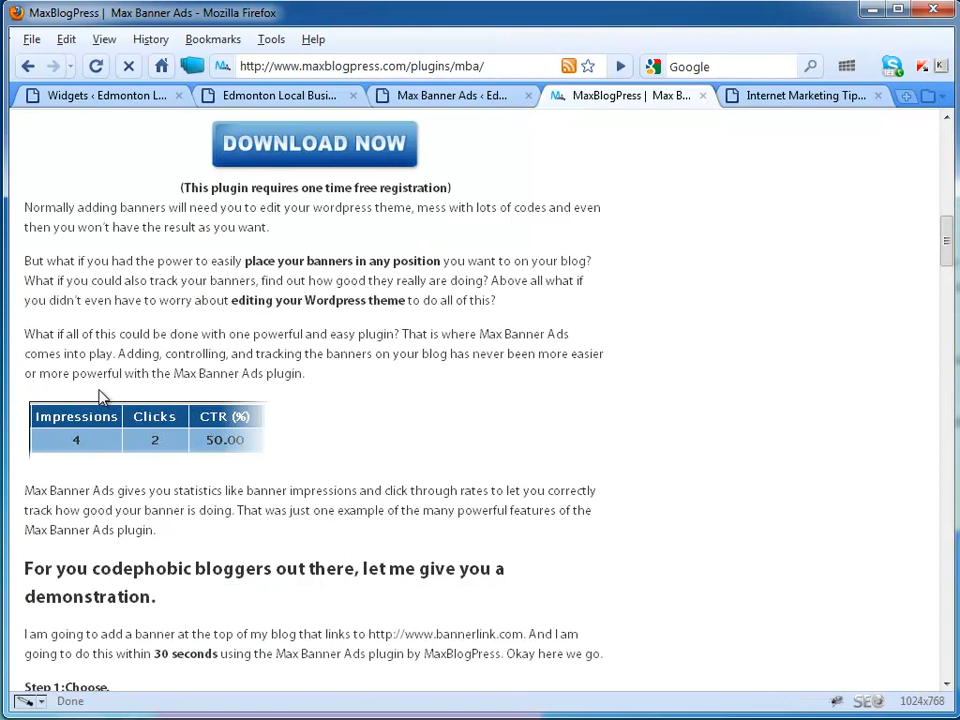 MaxBlogPress | Max Banner Ads - Mozilla Firefox
File Edit View History Bookmarks Tools Help
http://www.maxblogpress.com/plugins/mba/ Google
Widgets ‹ Edmonton L... Edmonton Local Busi... Max Banner Ads ‹ Ed... MaxBlogPress | Max B... Internet Marketing Tip...
DOWNLOAD NOW
(This plugin requires one time free registration)
Normally adding banners will need you to edit your wordpress theme, mess with lots of codes and even
then you won't have the result as you want.
But what if you had the power to easily place your banners in any position you want to on your blog?
What if you could also track your banners, find out how good they really are doing? Above all what if
you didn't even have to worry about editing your Wordpress theme to do all of this?
What if all of this could be done with one powerful and easy plugin? That is where Max Banner Ads
comes into play. Adding, controlling, and tracking the banners on your blog has never been more easier
or more powerful with the Max Banner Ads plugin.
Impressions Clicks CTR (%)
4 2 50.00
Max Banner Ads gives you statistics like banner impressions and click through rates to let you correctly
track how good your banner is doing. That was just one example of the many powerful features of the
Max Banner Ads plugin.
For you codephobic bloggers out there, let me give you a
demonstration.
I am going to add a banner at the top of my blog that links to http://www.bannerlink.com. And I am
going to do this within 30 seconds using the Max Banner Ads plugin by MaxBlogPress. Okay here we go.
Step 1:Choose.
Done SEO 1024x768